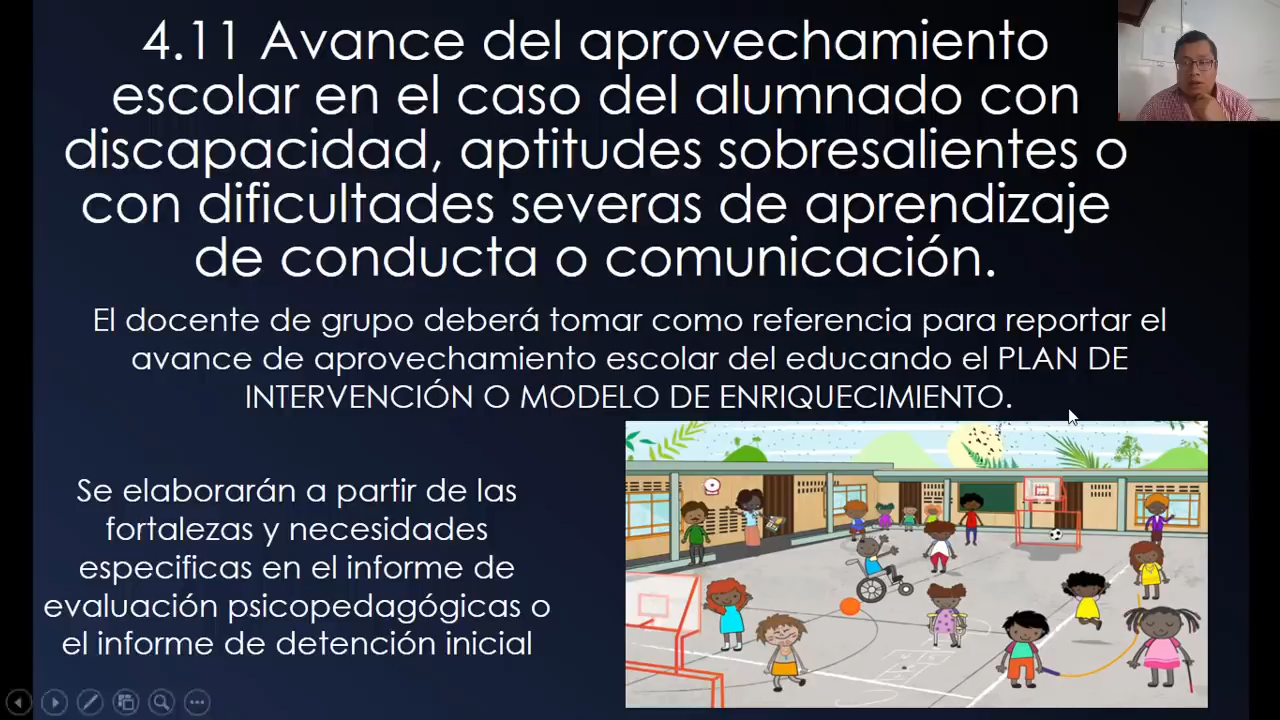 4.11 Avance del aprovechamiento
escolar en el caso del alumnado con
discapacidad, aptitudes sobresalientes o
con dificultades severas de aprendizaje
de conducta o comunicación.
El docente de grupo deberá tomar como referencia para reportar el
avance de aprovechamiento escolar del educando el PLAN DE
INTERVENCIÓN O MODELO DE ENRIQUECIMIENTO.
Se elaborarán a partir de las
fortalezas y necesidades
especificas en el informe de
evaluación psicopedagógicas o
el informe de detención inicial